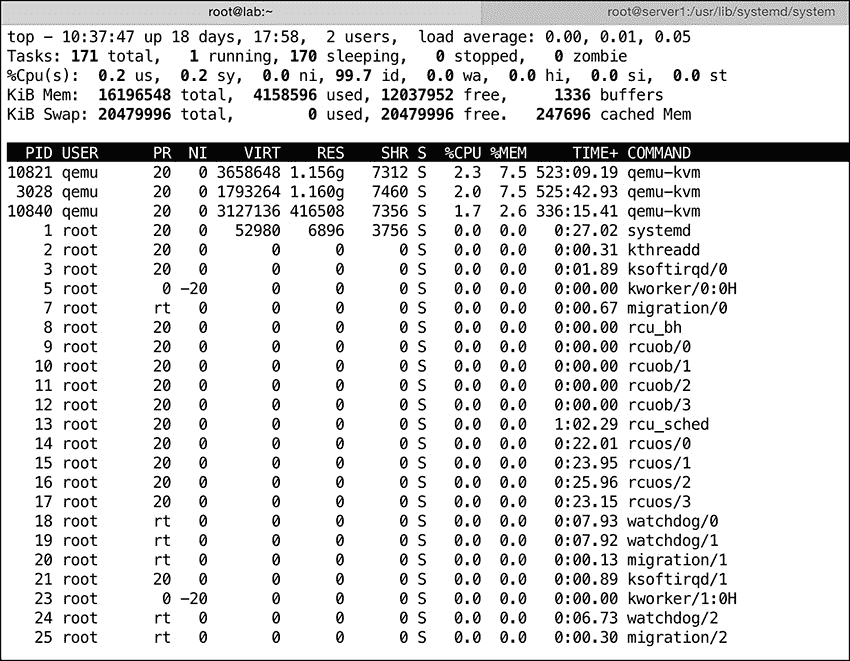 root@lab:~ root@server1:/usr/lib/systemd/system
top - 10:37:47 up 18 days, 17:58,  2 users,  load average: 0.00, 0.01, 0.05
Tasks: 171 total,   1 running, 170 sleeping,   0 stopped,   0 zombie
%Cpu(s):  0.2 us,  0.2 sy,  0.0 ni, 99.7 id,  0.0 wa,  0.0 hi,  0.0 si,  0.0 st
KiB Mem:  16196548 total,  4158596 used, 12037952 free,     1336 buffers
KiB Swap: 20479996 total,        0 used, 20479996 free.   247696 cached Mem
PID USER      PR  NI    VIRT    RES    SHR S  %CPU %MEM     TIME+ COMMAND
10821 qemu      20   0 3658648 1.156g   7312 S   2.3  7.5 523:09.19 qemu-kvm
3028 qemu      20   0 1793264 1.160g   7460 S   2.0  7.5 525:42.93 qemu-kvm
10840 qemu      20   0 3127136 416508   7356 S   1.7  2.6 336:15.41 qemu-kvm
1 root      20   0   52980   6896   3756 S   0.0  0.0   0:27.02 systemd
2 root      20   0       0      0      0 S   0.0  0.0   0:00.31 kthreadd
3 root      20   0       0      0      0 S   0.0  0.0   0:01.89 ksoftirqd/0
5 root       0 -20       0      0      0 S   0.0  0.0   0:00.00 kworker/0:0H
7 root      rt   0       0      0      0 S   0.0  0.0   0:00.67 migration/0
8 root      20   0       0      0      0 S   0.0  0.0   0:00.00 rcu_bh
9 root      20   0       0      0      0 S   0.0  0.0   0:00.00 rcuob/0
10 root      20   0       0      0      0 S   0.0  0.0   0:00.00 rcuob/1
11 root      20   0       0      0      0 S   0.0  0.0   0:00.00 rcuob/2
12 root      20   0       0      0      0 S   0.0  0.0   0:00.00 rcuob/3
13 root      20   0       0      0      0 S   0.0  0.0   1:02.29 rcu_sched
14 root      20   0       0      0      0 S   0.0  0.0   0:22.01 rcuos/0
15 root      20   0       0      0      0 S   0.0  0.0   0:23.95 rcuos/1
16 root      20   0       0      0      0 S   0.0  0.0   0:25.96 rcuos/2
17 root      20   0       0      0      0 S   0.0  0.0   0:23.15 rcuos/3
18 root      rt   0       0      0      0 S   0.0  0.0   0:07.93 watchdog/0
19 root      rt   0       0      0      0 S   0.0  0.0   0:07.92 watchdog/1
20 root      rt   0       0      0      0 S   0.0  0.0   0:00.13 migration/1
21 root      20   0       0      0      0 S   0.0  0.0   0:00.89 ksoftirqd/1
23 root       0 -20       0      0      0 S   0.0  0.0   0:00.00 kworker/1:0H
24 root      rt   0       0      0      0 S   0.0  0.0   0:06.73 watchdog/2
25 root      rt   0       0      0      0 S   0.0  0.0   0:00.30 migration/2